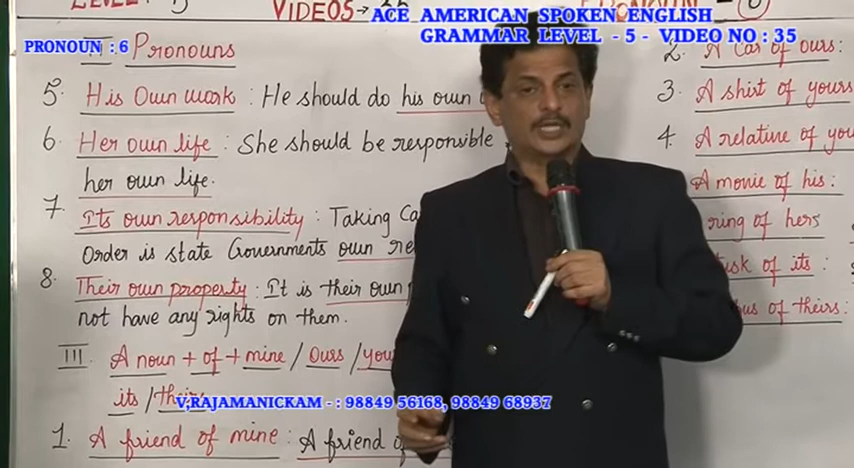 VIDEOS → 
ACE AMERICAN SPOKEN ENGLISH
GRAMMAR LEVEL - 5 - VIDEO NO : 35
PRONOUN : 6
II Pronouns
5. His Own work : He should do his own
6. Her own life : She should be responsible
her own life.
7. Its own responsibility : Taking
Order is state Governments own
8. Their own property : It is their own
not have any rights on them.
III. A noun + of + mine / Ours /
its /
1. A friend of mine : A friend
2. A Car of ours :
3. A shirt of yours
4. A relative of
A movie of his :
ring of hers
of its :
of theirs :
V,RAJAMANICKAM - : 98849 56168, 98849 68937